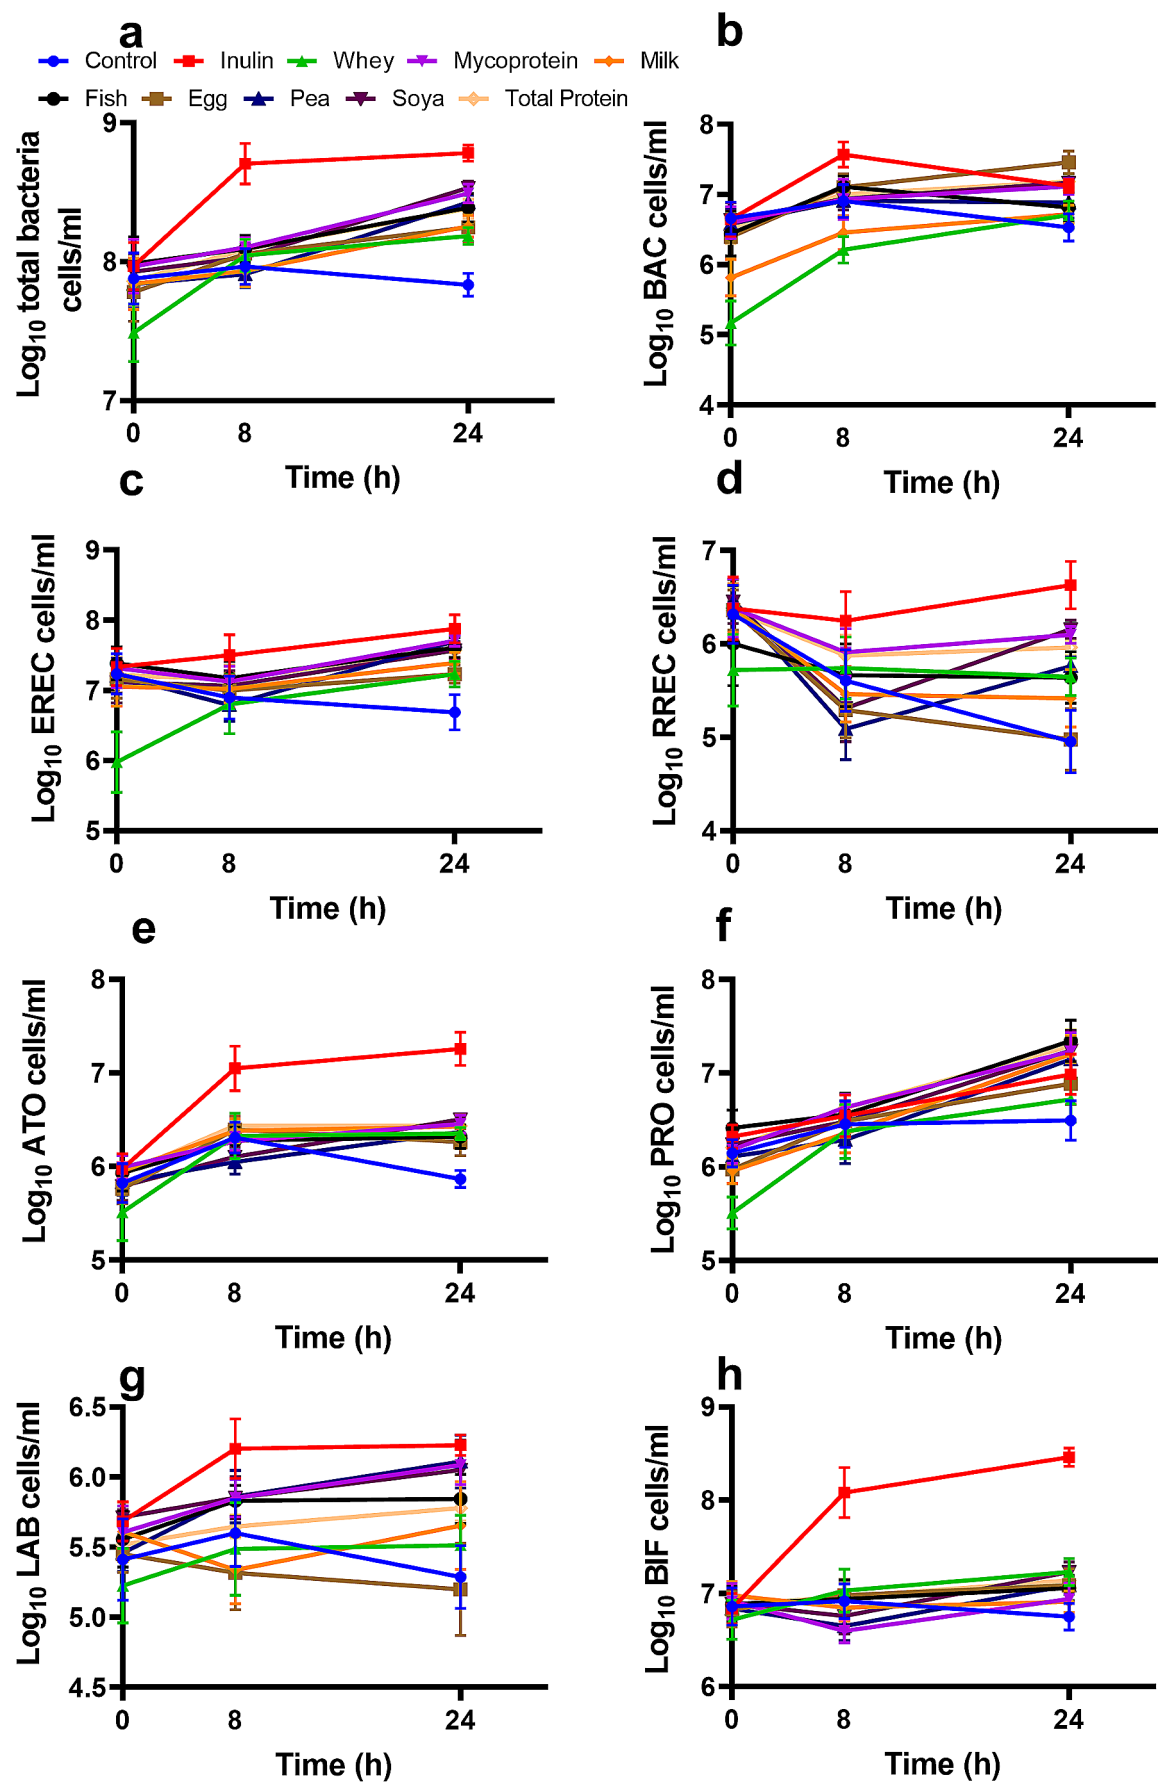 a
b
Control Inulin Whey Mycoprotein Milk
Fish Egg Pea Soya Total Protein
Log10 total bacteria
cells/ml
9
8
7
0 8 24
Time (h)
Log10 BAC cells/ml
8
7
6
5
4
0 8 24
Time (h)
c
d
Log10 EREC cells/ml
9
8
7
6
5
0 8 24
Time (h)
Log10 RREC cells/ml
7
6
5
4
0 8 24
Time (h)
e
f
Log10 ATO cells/ml
8
7
6
5
0 8 24
Time (h)
Log10 PRO cells/ml
8
7
6
5
0 8 24
Time (h)
g
h
Log10 LAB cells/ml
6.5
6.0
5.5
5.0
4.5
0 8 24
Time (h)
Log10 BIF cells/ml
9
8
7
6
0 8 24
Time (h)